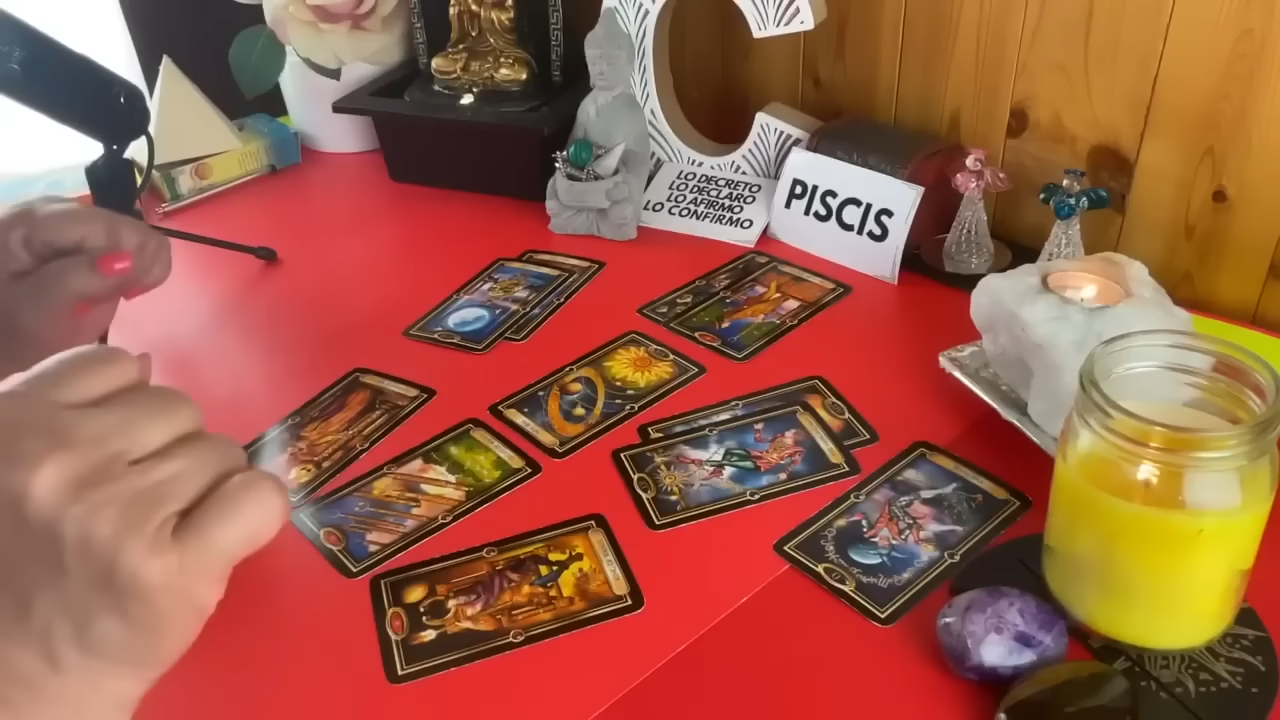 C
LO DECRETO
LO DECLARO
LO AFIRMO
LO CONFIRMO
PISCIS